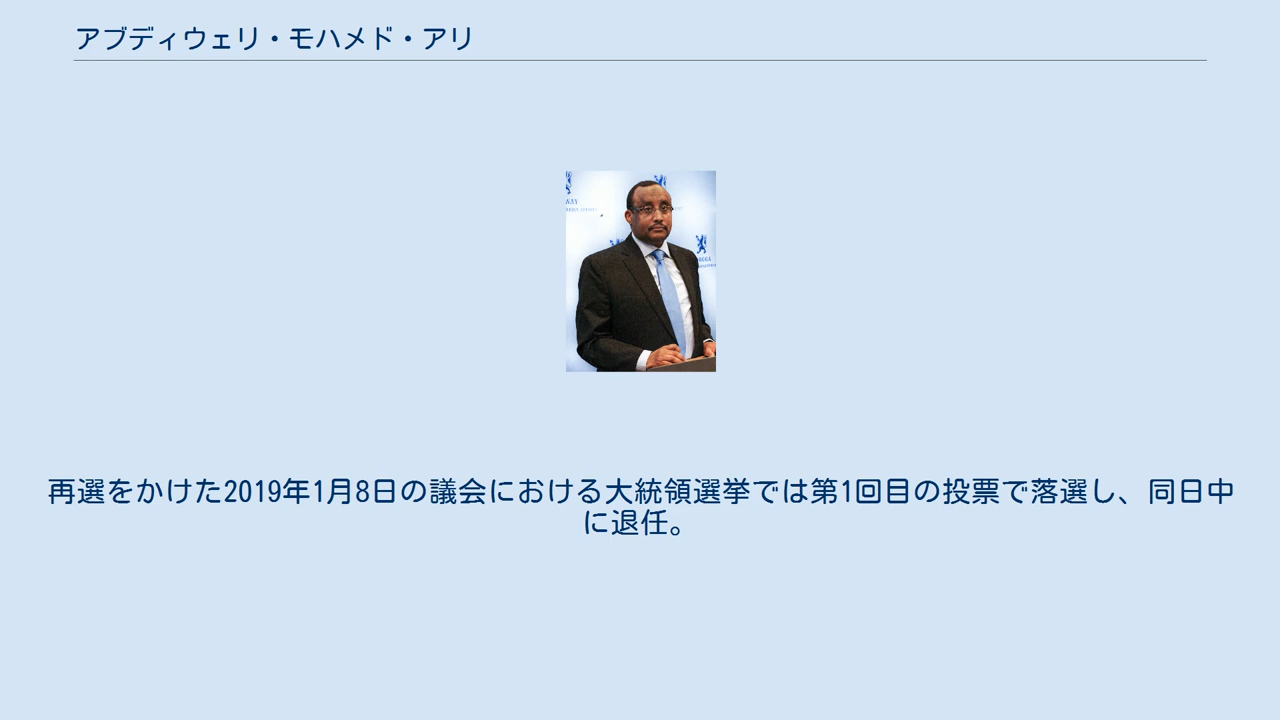 アブディウェリ・モハメド・アリ
再選をかけた2019年1月8日の議会における大統領選挙では第1回目の投票で落選し、同日中
に退任。